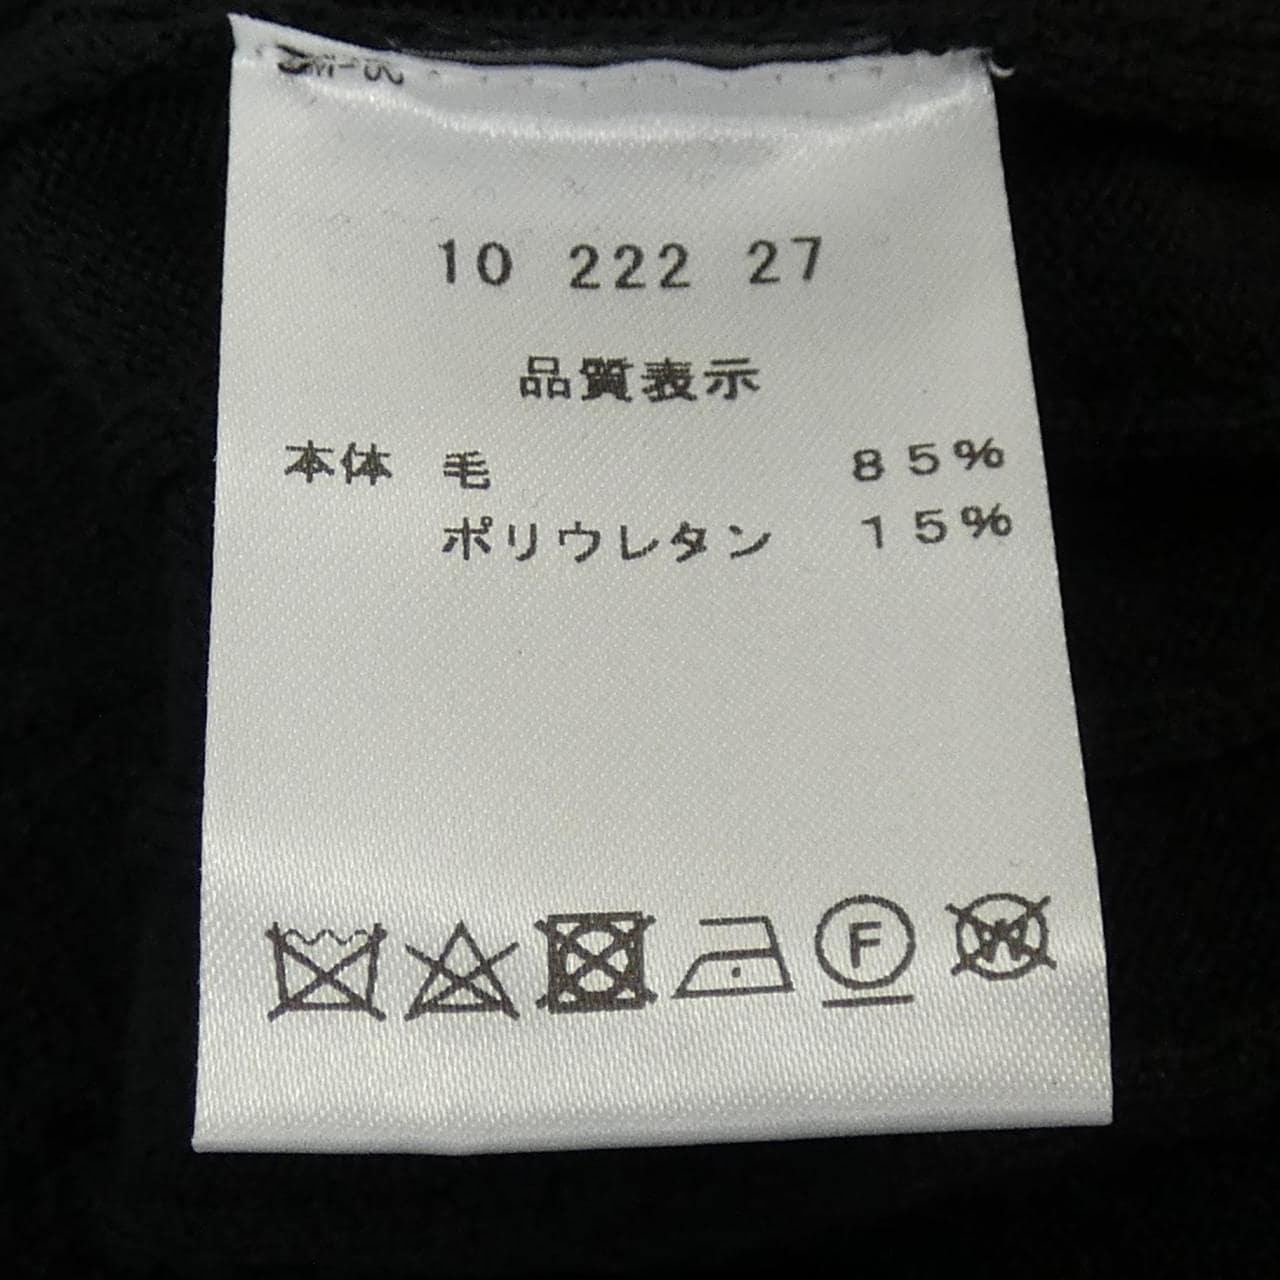 10 222 27
品質表示
本体 毛 85%
ポリウレタン 15%
F
W